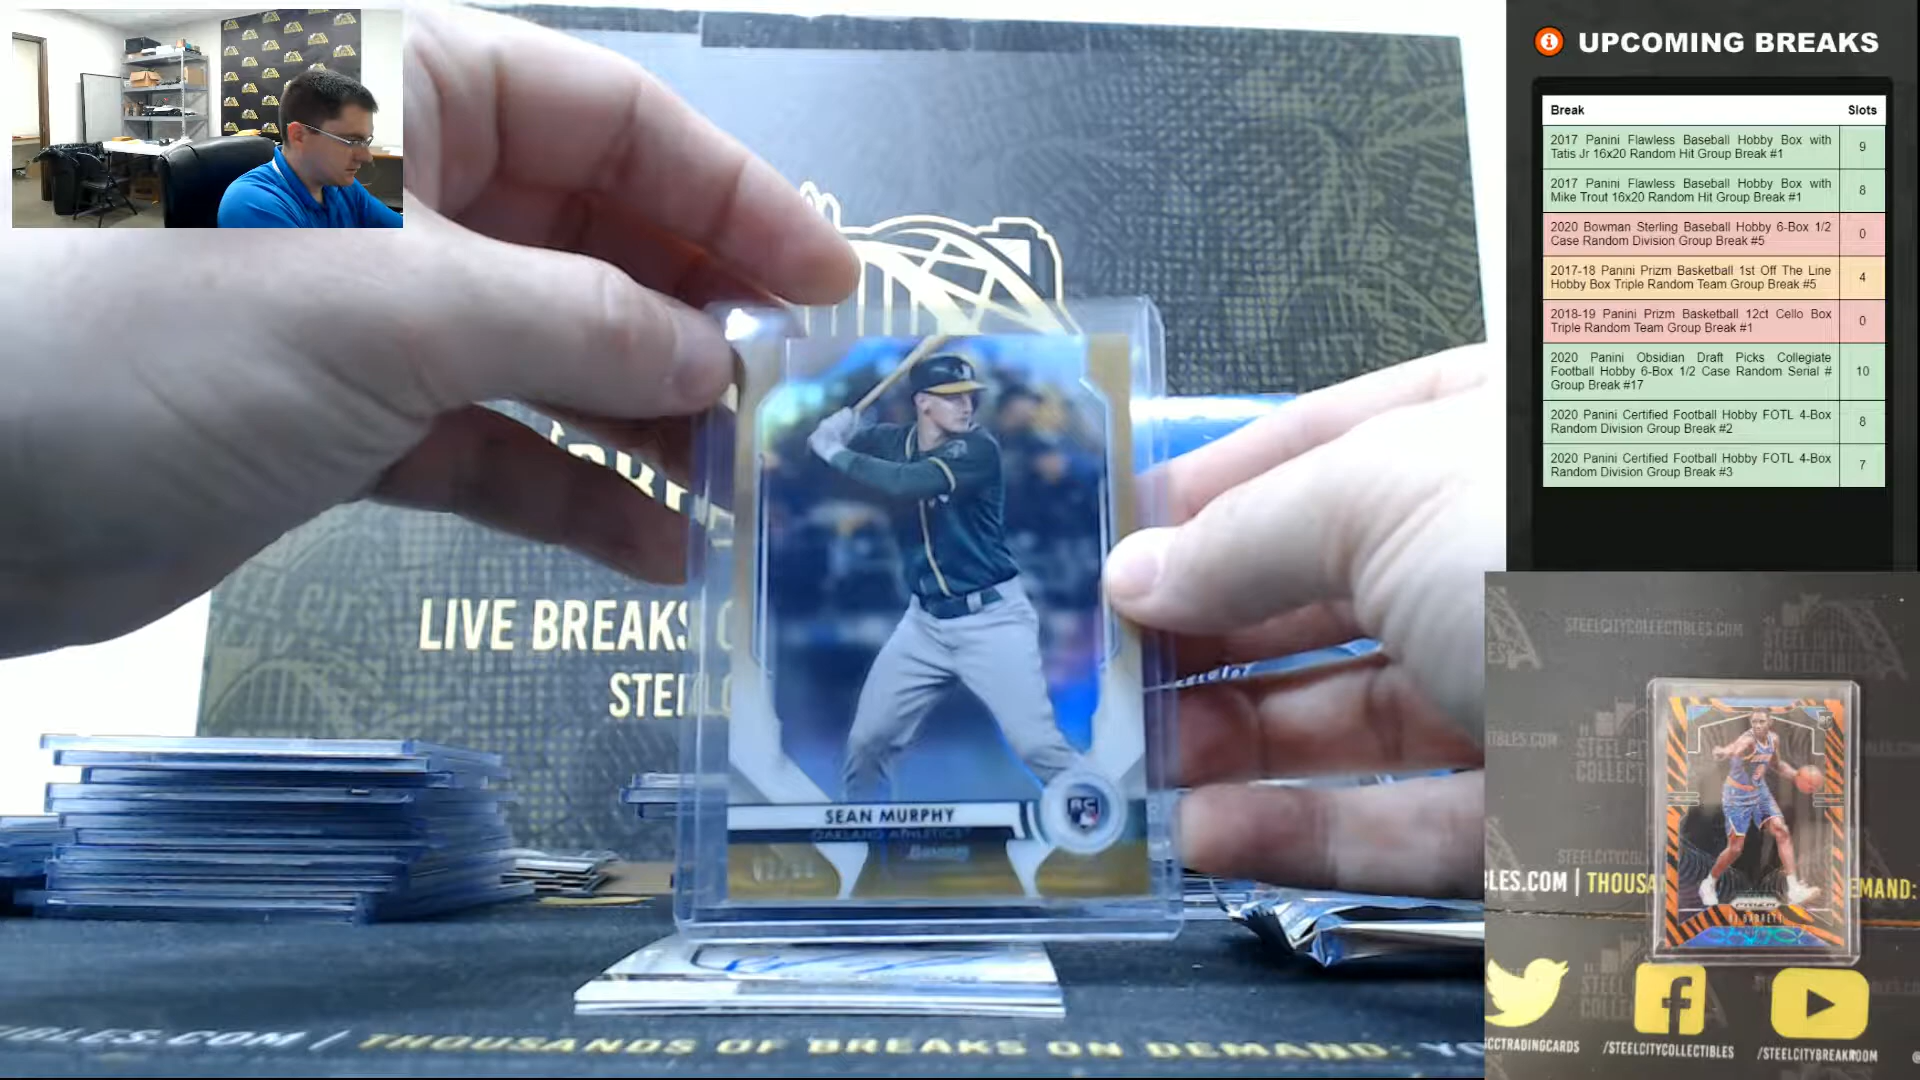 UPCOMING BREAKS
Break Slots
2017 Panini Flawless Baseball Hobby Box with
Tatis Jr 16x20 Random Hit Group Break #1
9
2017 Panini Flawless Baseball Hobby Box with
Mike Trout 16x20 Random Hit Group Break #1
8
2020 Bowman Sterling Baseball Hobby 6-Box 1/2
Case Random Division Group Break #5
0
2017-18 Panini Prizm Basketball 1st Off The Line
Hobby Box Triple Random Team Group Break #5
4
2018-19 Panini Prizm Basketball 12ct Cello Box
Triple Random Team Group Break #1
0
2020 Panini Obsidian Draft Picks Collegiate
Football Hobby 6-Box 1/2 Case Random Serial #
Group Break #17
10
2020 Panini Certified Football Hobby FOTL 4-Box
Random Division Group Break #2
8
2020 Panini Certified Football Hobby FOTL 4-Box
Random Division Group Break #3
7
LIVE BREAKS
STEEL
SEAN MURPHY
OAKLAND ATHLETICS
RC
IBLES.COM | THOUSANDS OF BREAKS ON DEMAND:
STEELCITYCOLLECTIBLES.COM
LES.COM | THOUSA
EMAND:
PRIZM
RJ BARRETT
CCTRADINGCARDS
/STEELCITYCOLLECTIBLES
/STEELCITYBREAKROOM